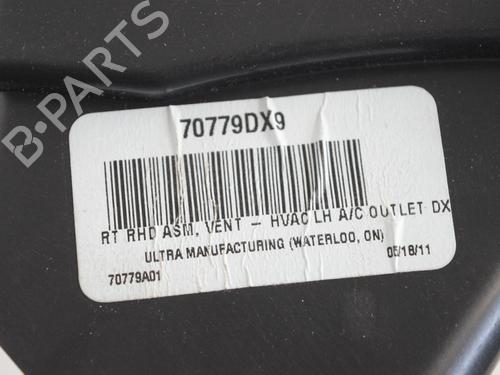 70779DX9
RT RHD ASM, VENT – HVAC LH A/C OUTLET DX
ULTRA MANUFACTURING (WATERLOO, ON)
70779A01 05/18/11
B-PARTS